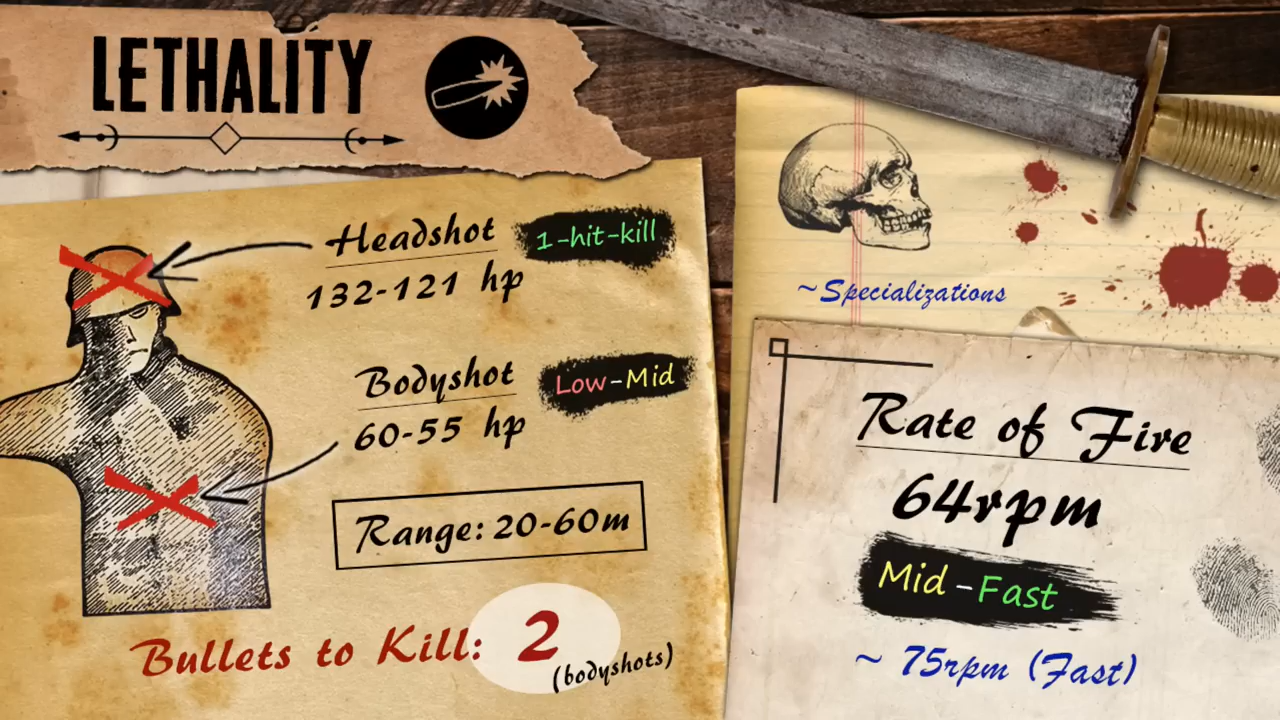 LETHALITY
Headshot 1-hit-kill
132-121 hp
Bodyshot Low-Mid
60-55 hp
Range: 20-60m
Bullets to Kill: 2
(bodyshots)
~Specializations
Rate of Fire
64rpm
Mid-Fast
~ 75rpm (Fast)